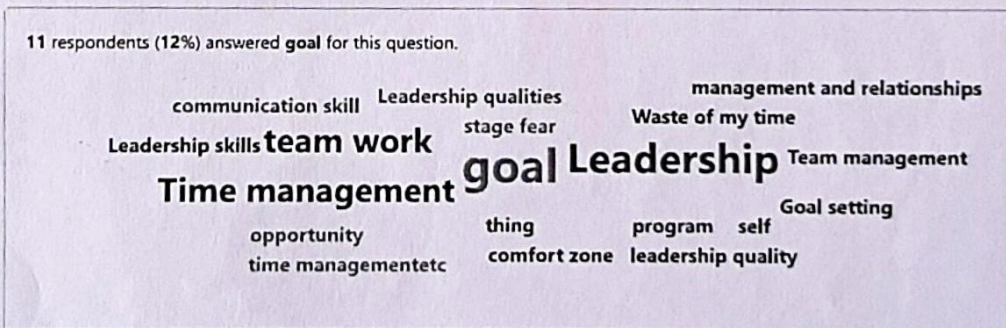 11 respondents (12%) answered goal for this question.
management and relationships
communication skill Leadership qualities
Waste of my time
stage fear
Leadership skills team work
goal Leadership Team management
Time management
Goal setting
thing program self
opportunity
comfort zone leadership quality
time managementetc